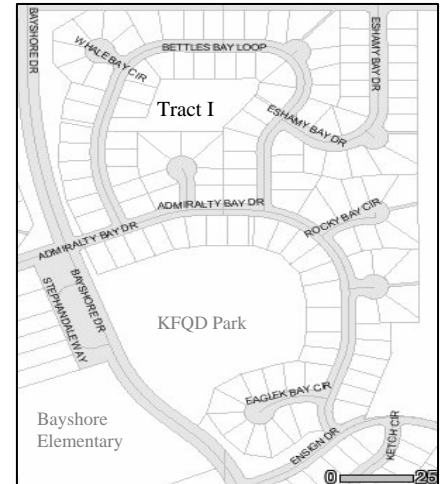 BAYSHORE DR
WHALE BAY CIR
BETTLES BAY LOOP
ESHAMY BAY DR
Tract I
ESHAMY BAY DR
ADMIRALTY BAY DR
ROCKY BAY CIR
ADMIRALTY BAY DR
STEPHANDALE WAY
BAYSHORE DR
KFQD Park
EAGLEK BAY CIR
Bayshore
Elementary
ENSIGN DR
KETCH CIR
0 25